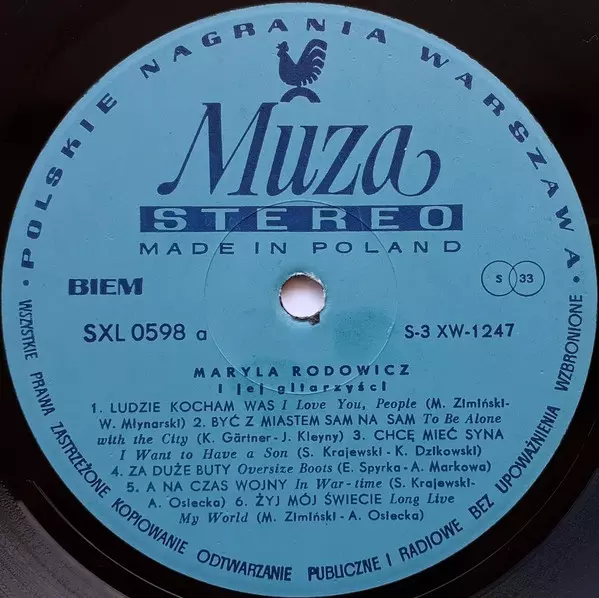 • POLSKIE NAGRANIA WARSZAWA •
Muza
STEREO
MADE IN POLAND
BIEM
S 33
SXL 0598 a
S-3 XW-1247
MARYLA RODOWICZ
i jej gitarzyści
1. LUDZIE KOCHAM WAS I Love You, People (M. Zimiński-
W. Młynarski) 2. BYĆ Z MIASTEM SAM NA SAM To Be Alone
with the City (K. Gärtner-J. Kleyny) 3. CHCĘ MIEĆ SYNA
I Want to Have a Son (S. Krajewski-K. Dzikowski)
4. ZA DUŻE BUTY Oversize Boots (E. Spyrka-A. Markowa)
5. A NA CZAS WOJNY In War-time (S. Krajewski-
A. Osiecka) 6. ŻYJ MÓJ ŚWIECIE Long Live
My World (M. Zimiński-A. Osiecka)
WSZYSTKIE PRAWA ZASTRZEŻONE KOPIOWANIE ODTWARZANIE PUBLICZNE I RADIOWE BEZ UPOWAŻNIENIA WZBRONIONE